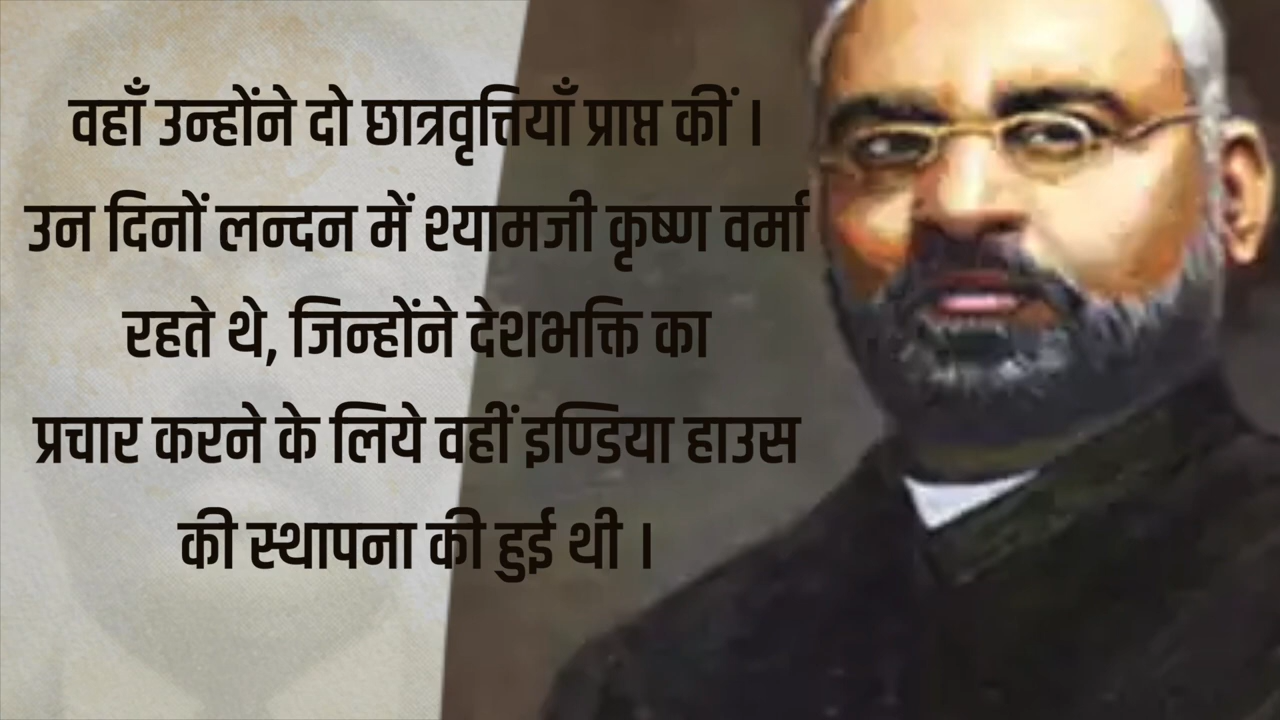 वहाँ उन्होंने दो छात्रवृत्तियाँ प्राप्त कीं ।
उन दिनों लन्दन में श्यामजी कृष्ण वर्मा
रहते थे, जिन्होंने देशभक्ति का
प्रचार करने के लिये वहीं इण्डिया हाउस
की स्थापना की हुई थी ।